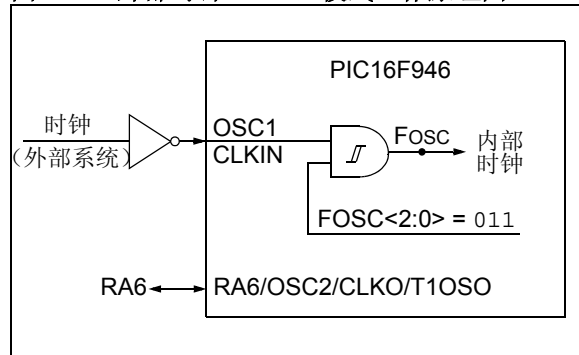 PIC16F946
时钟
（外部系统）
OSC1
CLKIN
FOSC
内部
时钟
FOSC<2:0> = 011
RA6
RA6/OSC2/CLKO/T1OSO